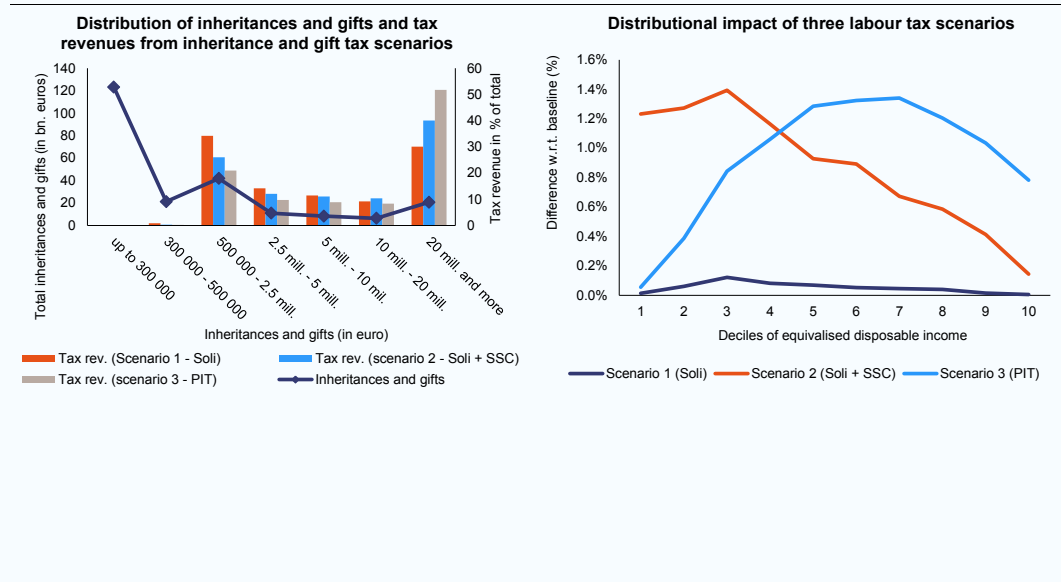 Distribution of inheritances and gifts and tax
revenues from inheritance and gift tax scenarios
Total inheritances and gifts (in bn. euros)
140
120
100
80
60
40
20
0
60
50
40
30
20
10
0
Tax revenue in % of total
up to 300 000
300 000 - 500 000
500 000 - 2.5 mill.
2.5 mill. - 5 mill.
5 mill. - 10 mil.
10 mill. - 20 mill.
20 mill. and more
Inheritances and gifts (in euro)
Tax rev. (Scenario 1 - Soli)
Tax rev. (scenario 2 - Soli + SSC)
Tax rev. (scenario 3 - PIT)
Inheritances and gifts
Distributional impact of three labour tax scenarios
Difference w.r.t. baseline (%)
1.6%
1.4%
1.2%
1.0%
0.8%
0.6%
0.4%
0.2%
0.0%
1 2 3 4 5 6 7 8 9 10
Deciles of equivalised disposable income
Scenario 1 (Soli)
Scenario 2 (Soli + SSC)
Scenario 3 (PIT)